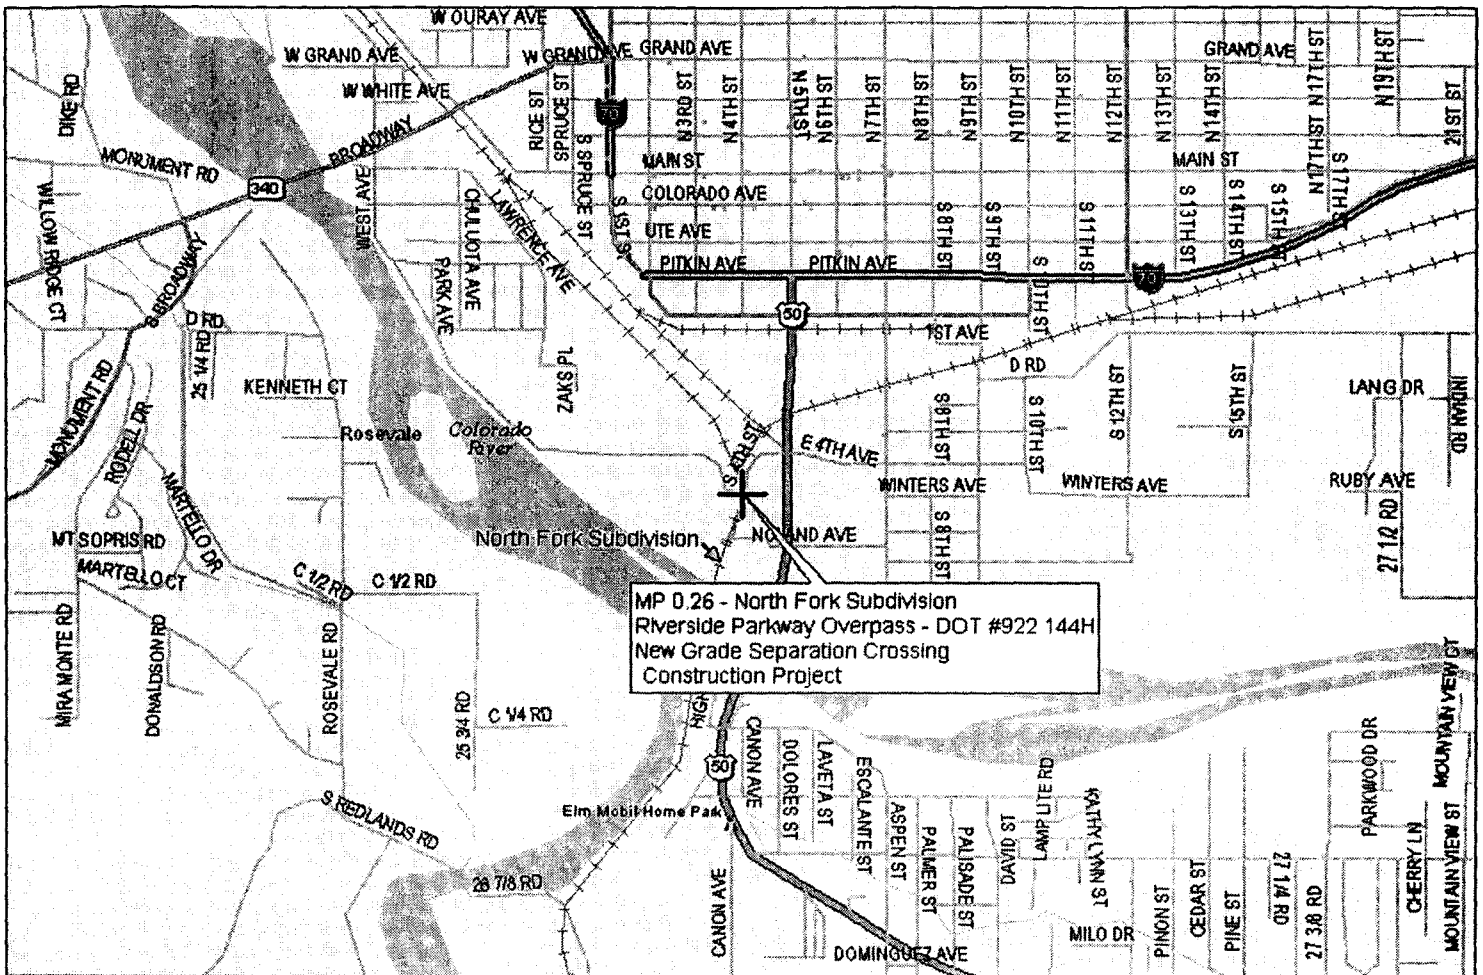 W OURAY AVE
W GRAND AVE
W GRAND AVE
GRAND AVE
GRAND AVE
W WHITE AVE
DIKE RD
BROADWAY
MONUMENT RD
340
RICE ST
SPRUCE ST
S SPRUCE ST
70
N 3RD ST
N 4TH ST
N 5TH ST
N 6TH ST
N 7TH ST
N 8TH ST
N 9TH ST
N 10TH ST
N 11TH ST
N 12TH ST
N 13TH ST
N 14TH ST
N 17TH ST
N 17TH ST
N 19TH ST
21 ST ST
MAIN ST
MAIN ST
COLORADO AVE
UTE AVE
PITKIN AVE
PITKIN AVE
S 1ST ST
WILLOW RIDGE CT
WEST AVE
CHULUOTA AVE
LAWRENCE AVE
PARK AVE
S BROADWAY
S 8TH ST
S 9TH ST
S 10TH ST
S 11TH ST
S 13TH ST
S 14TH ST
S 15TH ST
S 17TH ST
70
50
1ST AVE
D RD
D RD
25 1/4 RD
KENNETH CT
ZAKS PL
MONUMENT RD
RODELL DR
MARTELLO DR
Rosevale
Colorado
River
S 4TH ST
E 4TH AVE
S 8TH ST
S 10TH ST
S 12TH ST
S 15TH ST
LANG DR
INDIAN RD
WINTERS AVE
WINTERS AVE
RUBY AVE
27 1/2 RD
S 8TH ST
North Fork Subdivision
MT SOPRIS RD
MARTELLO CT
C 1/2 RD
C 1/2 RD
MP 0.26 - North Fork Subdivision
Riverside Parkway Overpass - DOT #922 144H
New Grade Separation Crossing
Construction Project
MIRA MONTE RD
DONALDSON RD
ROSEVALE RD
25 3/4 RD
C 1/4 RD
50
CANON AVE
DOLORES ST
LAVETA ST
ESCALANTE ST
ASPEN ST
PALMER ST
PALISADE ST
DAVID ST
LAMP LITE RD
KATHY LYNN ST
PARKWOOD DR
MOUNTAIN VIEW CT
Elm Mobil Home Park
S REDLANDS RD
26 7/8 RD
CANON AVE
DOMINGUEZ AVE
MILO DR
PINON ST
CEDAR ST
PINE ST
27 1/4 RD
27 3/8 RD
CHERRY LN
MOUNTAIN VIEW ST